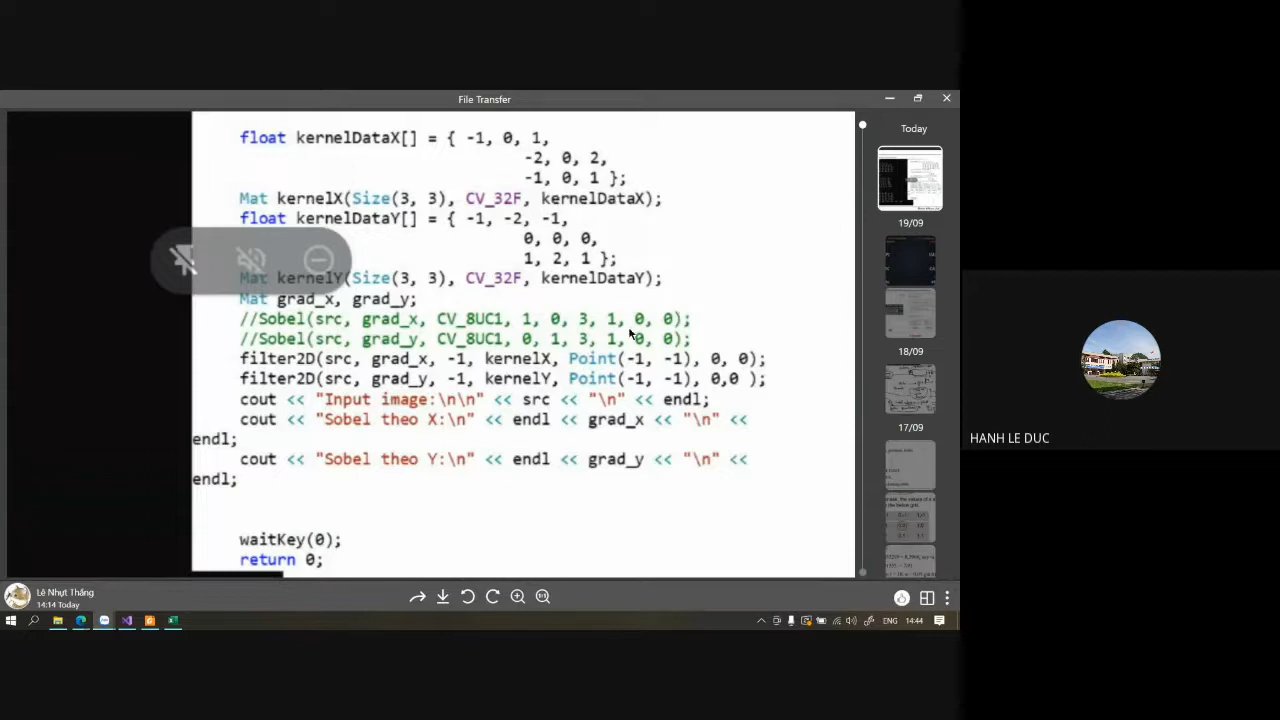 File Transfer
float kernelDataX[] = { -1, 0, 1,
-2, 0, 2,
-1, 0, 1 };
Mat kernelX(Size(3, 3), CV_32F, kernelDataX);
float kernelDataY[] = { -1, -2, -1,
0, 0, 0,
1, 2, 1 };
Mat kernelY(Size(3, 3), CV_32F, kernelDataY);
Mat grad_x, grad_y;
//Sobel(src, grad_x, CV_8UC1, 1, 0, 3, 1, 0, 0);
//Sobel(src, grad_y, CV_8UC1, 0, 1, 3, 1, 0, 0);
filter2D(src, grad_x, -1, kernelX, Point(-1, -1), 0, 0);
filter2D(src, grad_y, -1, kernelY, Point(-1, -1), 0,0 );
cout << "Input image:\n\n" << src << "\n" << endl;
cout << "Sobel theo X:\n" << endl << grad_x << "\n" <<
endl;
cout << "Sobel theo Y:\n" << endl << grad_y << "\n" <<
endl;
waitKey(0);
return 0;
Today
19/09
18/09
17/09
HANH LE DUC
Lê Nhựt Thắng
14:14 Today
ENG
14:44